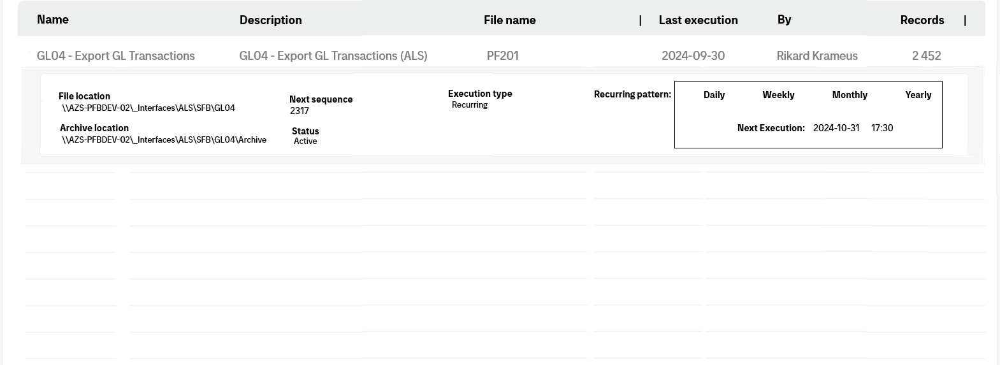 Name Description File name | Last execution By Records |
GL04 - Export GL Transactions GL04 - Export GL Transactions (ALS) PF201 2024-09-30 Rikard Krameus 2 452
File location
\\AZS-PFBDEV-02\_Interfaces\ALS\SFB\GL04
Archive location
\\AZS-PFBDEV-02\_Interfaces\ALS\SFB\GL04\Archive
Next sequence
2317
Status
Active
Execution type
Recurring
Recurring pattern: Daily Weekly Monthly Yearly
Next Execution: 2024-10-31 17:30